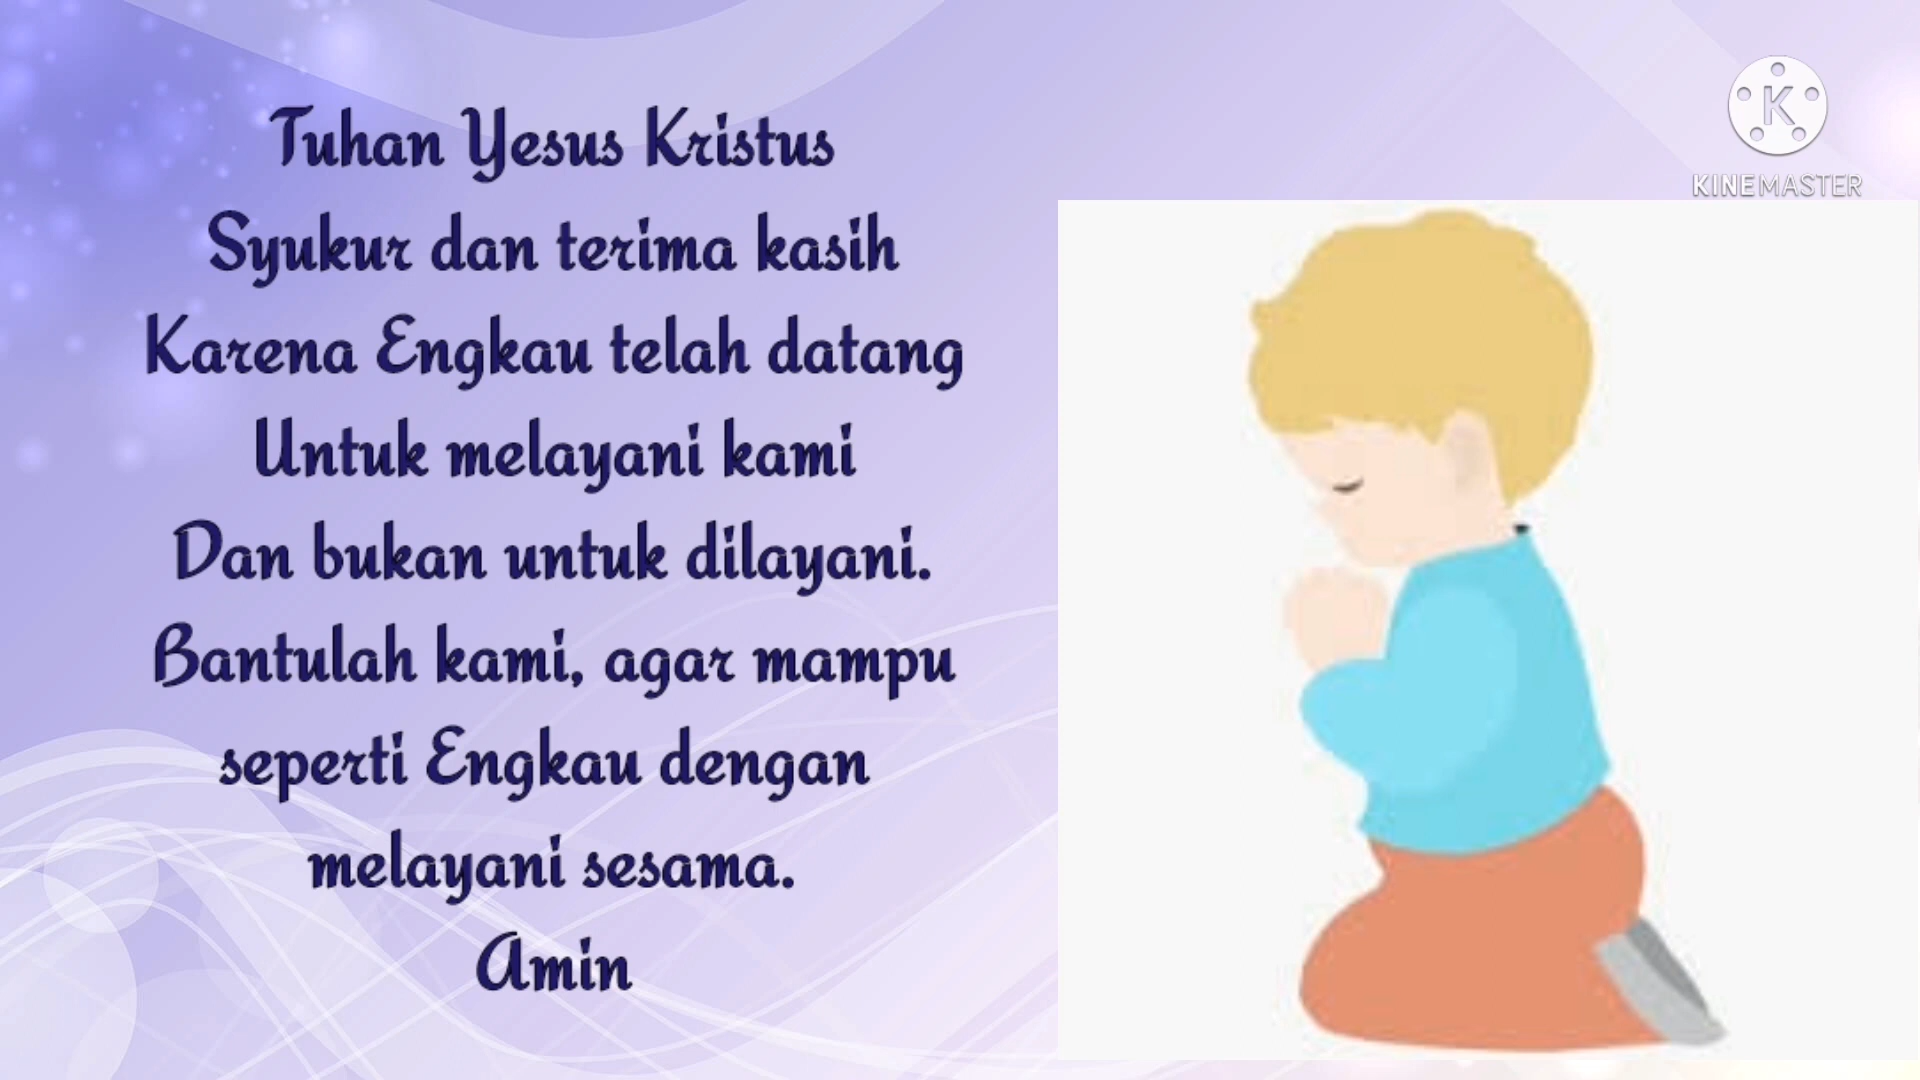 Tuhan Yesus Kristus
Syukur dan terima kasih
Karena Engkau telah datang
Untuk melayani kami
Dan bukan untuk dilayani.
Bantulah kami, agar mampu
seperti Engkau dengan
melayani sesama.
Amin
K
KINEMASTER